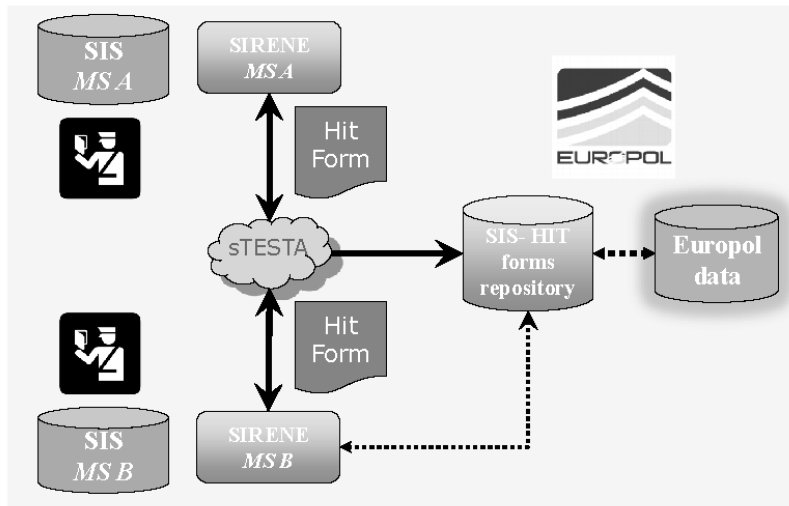 SIS
MS A
SIRENE
MS A
Hit
Form
EUROPOL
sTESTA
SIS- HIT
forms
repository
Europol
data
Hit
Form
SIS
MS B
SIRENE
MS B